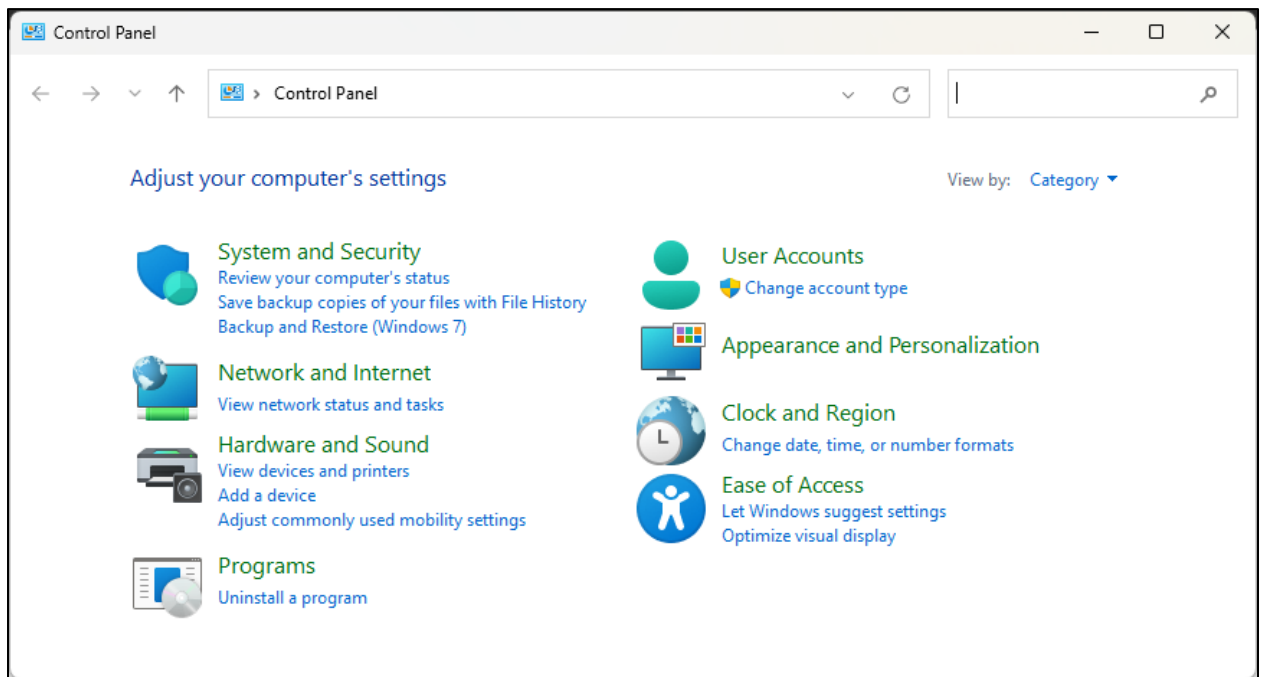 Control Panel
Control Panel
Adjust your computer's settings
View by: Category
System and Security
Review your computer's status
Save backup copies of your files with File History
Backup and Restore (Windows 7)
Network and Internet
View network status and tasks
Hardware and Sound
View devices and printers
Add a device
Adjust commonly used mobility settings
Programs
Uninstall a program
User Accounts
Change account type
Appearance and Personalization
Clock and Region
Change date, time, or number formats
Ease of Access
Let Windows suggest settings
Optimize visual display